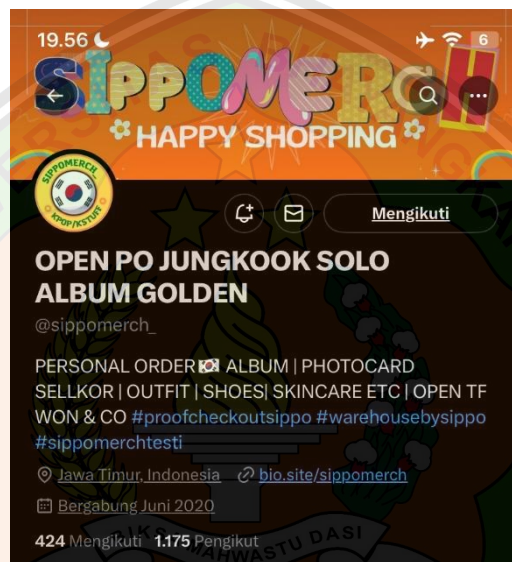 19.56
6
SIPPOMERCH
HAPPY SHOPPING
SIPPOMERCH_
KPOP/KSTUFF
Mengikuti
OPEN PO JUNGKOOK SOLO
ALBUM GOLDEN
@sippomerch_
PERSONAL ORDER🇰🇷 ALBUM | PHOTOCARD
SELLKOR | OUTFIT | SHOES| SKINCARE ETC | OPEN TF
WON & CO #proofcheckoutsippo #warehousebysippo
#sippomerchtesti
Jawa Timur, Indonesia bio.site/sippomerch
Bergabung Juni 2020
424 Mengikuti 1.175 Pengikut